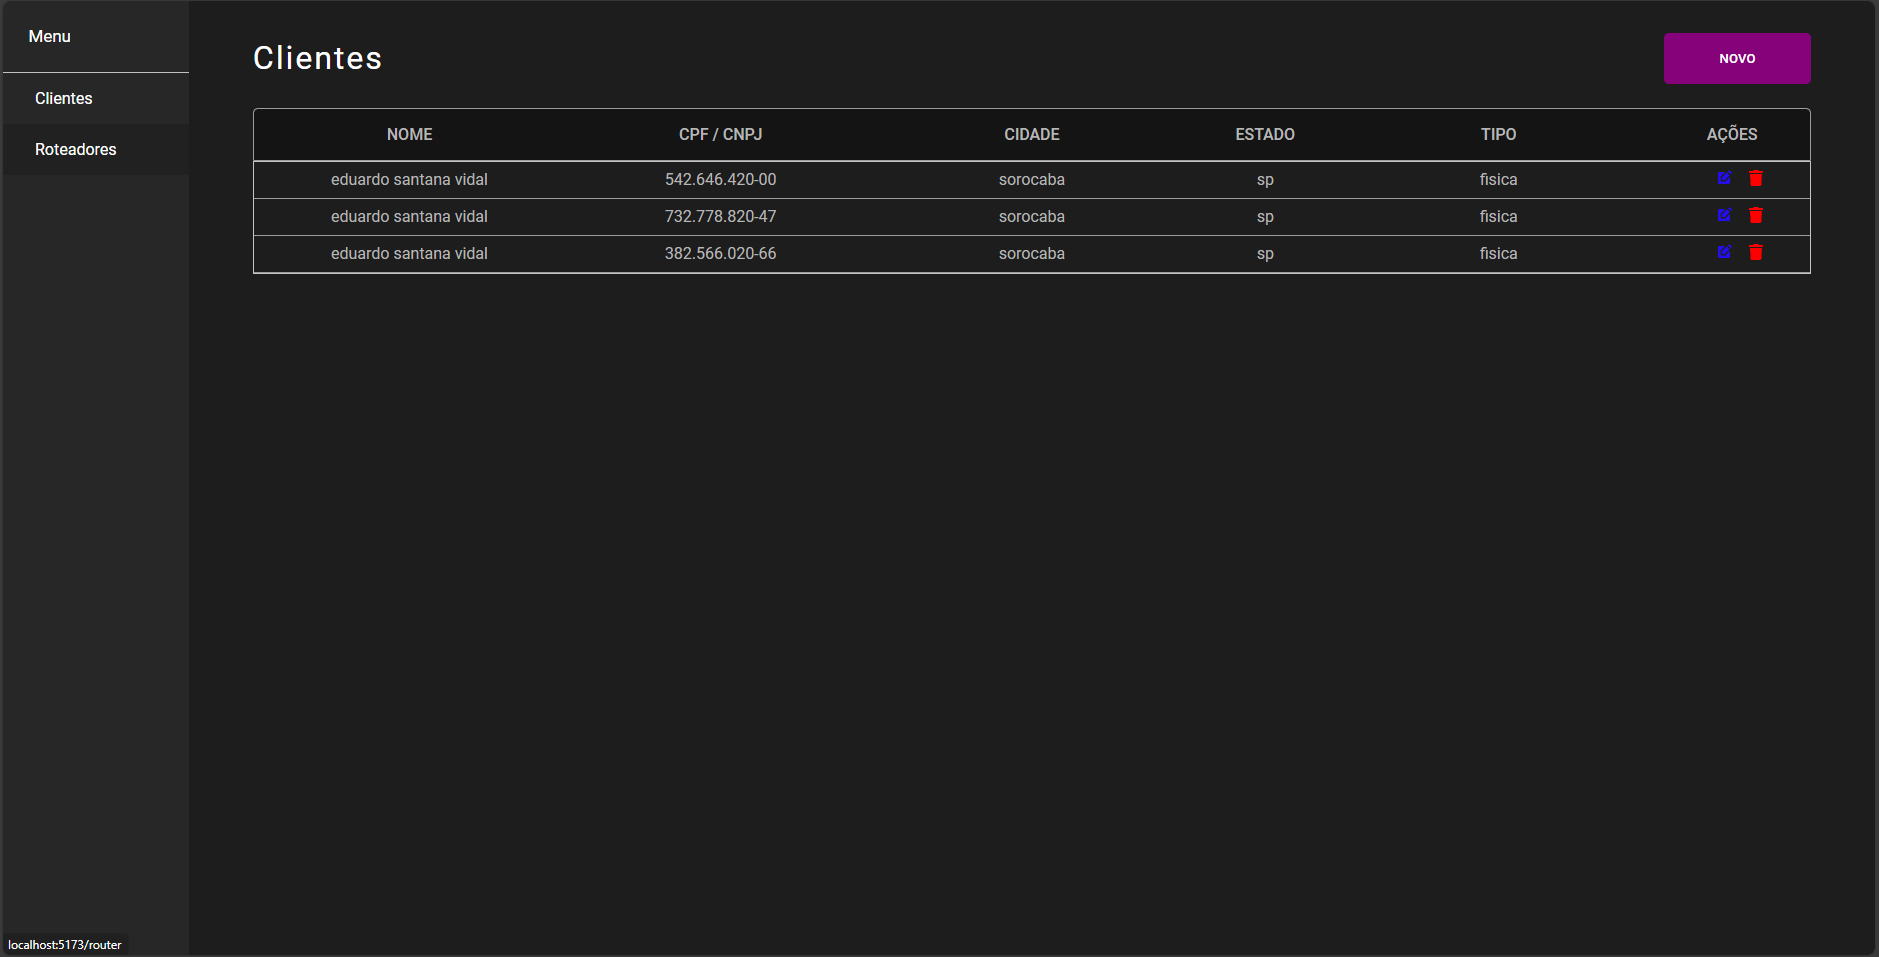 Menu
Clientes
Roteadores
Clientes
NOVO
NOME CPF / CNPJ CIDADE ESTADO TIPO AÇÕES
eduardo santana vidal 542.646.420-00 sorocaba sp fisica
eduardo santana vidal 732.778.820-47 sorocaba sp fisica
eduardo santana vidal 382.566.020-66 sorocaba sp fisica
localhost:5173/router